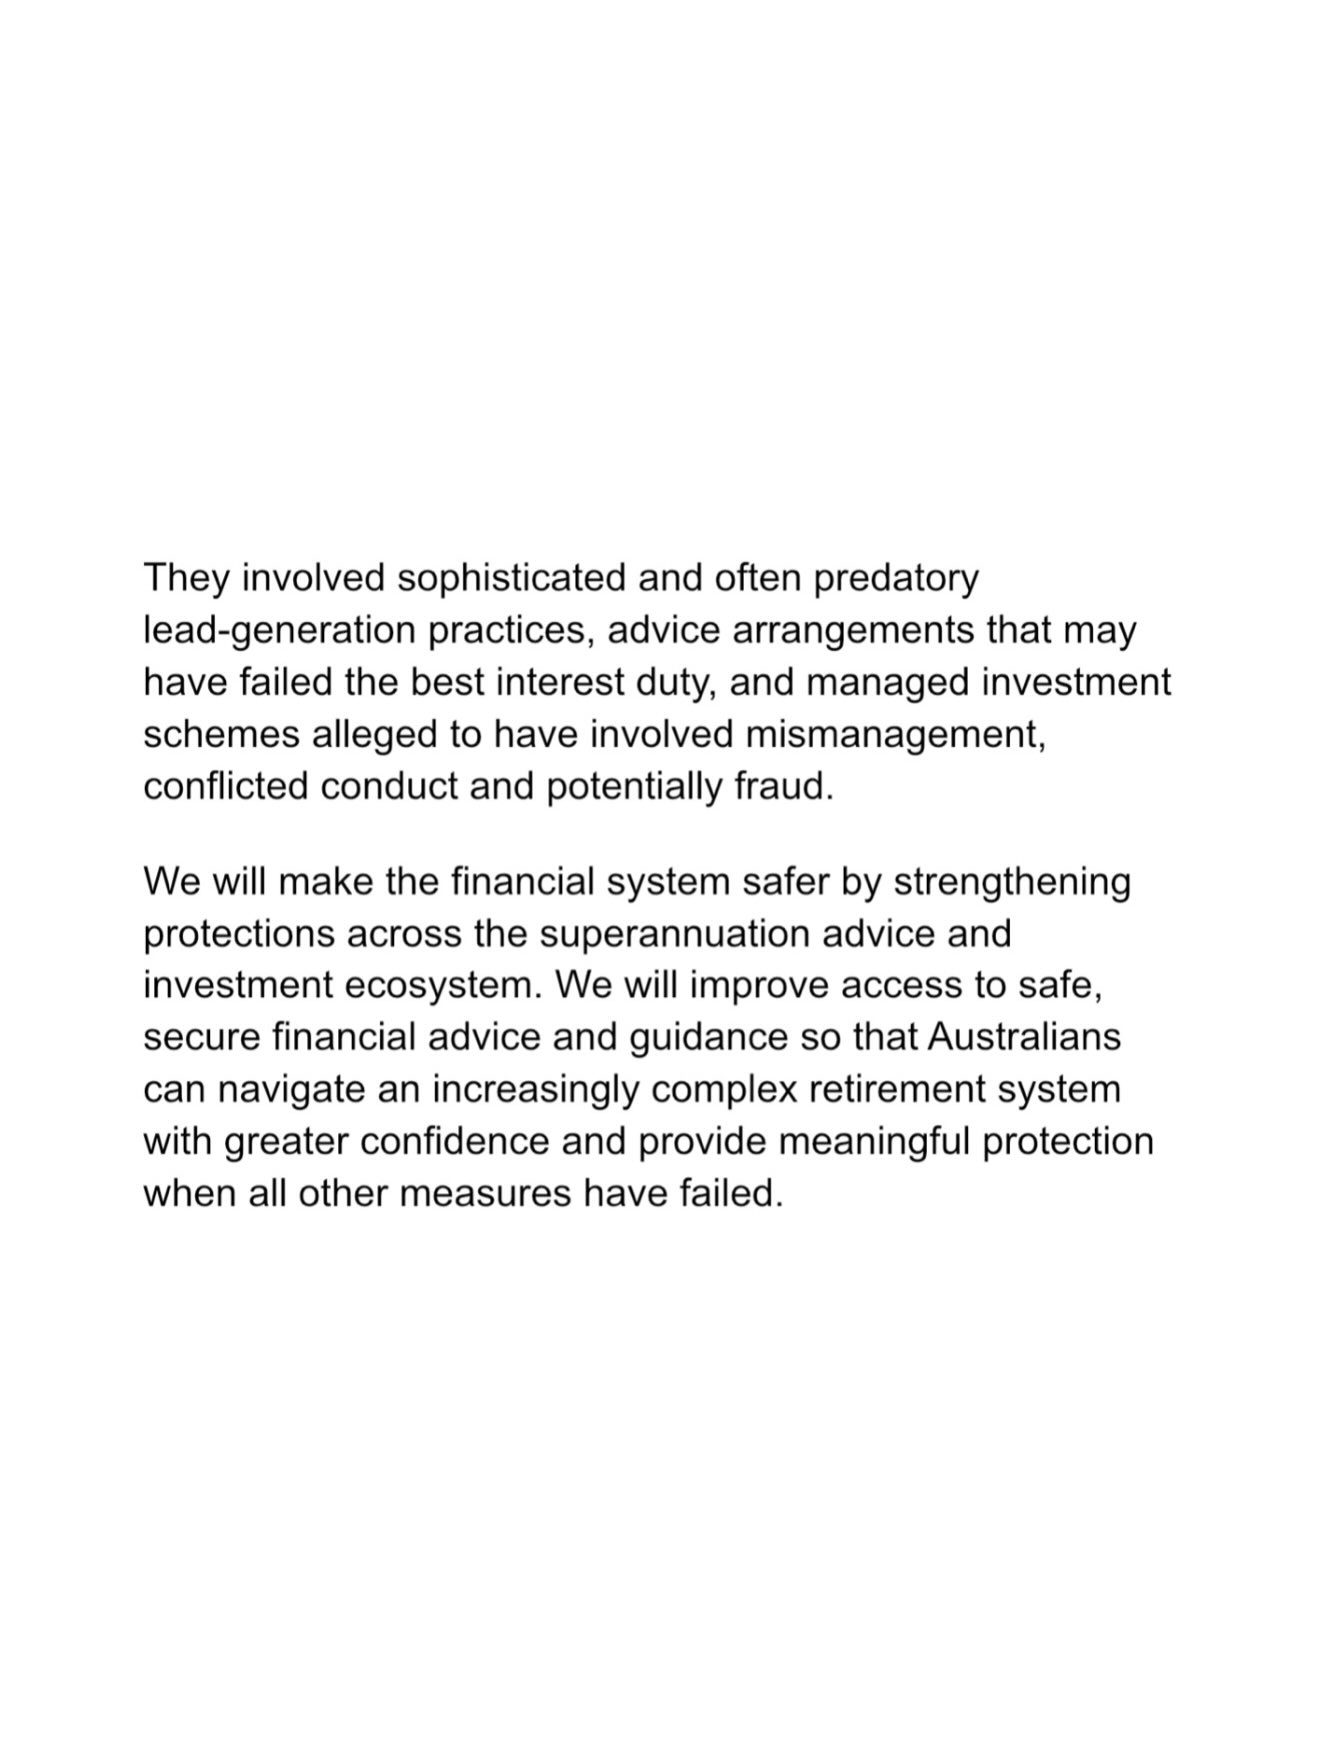 They involved sophisticated and often predatory
lead-generation practices, advice arrangements that may
have failed the best interest duty, and managed investment
schemes alleged to have involved mismanagement,
conflicted conduct and potentially fraud.
We will make the financial system safer by strengthening
protections across the superannuation advice and
investment ecosystem. We will improve access to safe,
secure financial advice and guidance so that Australians
can navigate an increasingly complex retirement system
with greater confidence and provide meaningful protection
when all other measures have failed.